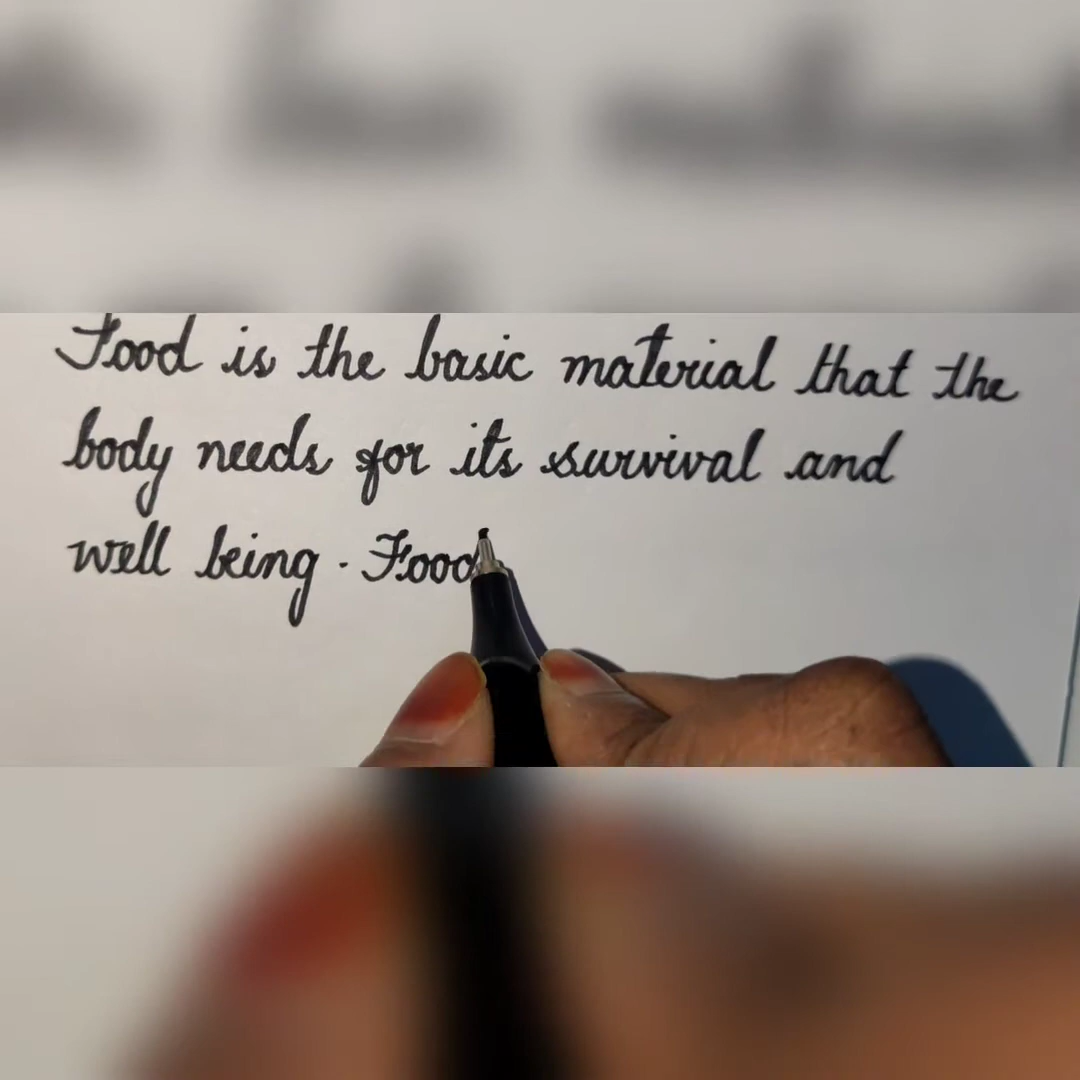 Food is the basic material that the
body needs for its survival and
well being. Food